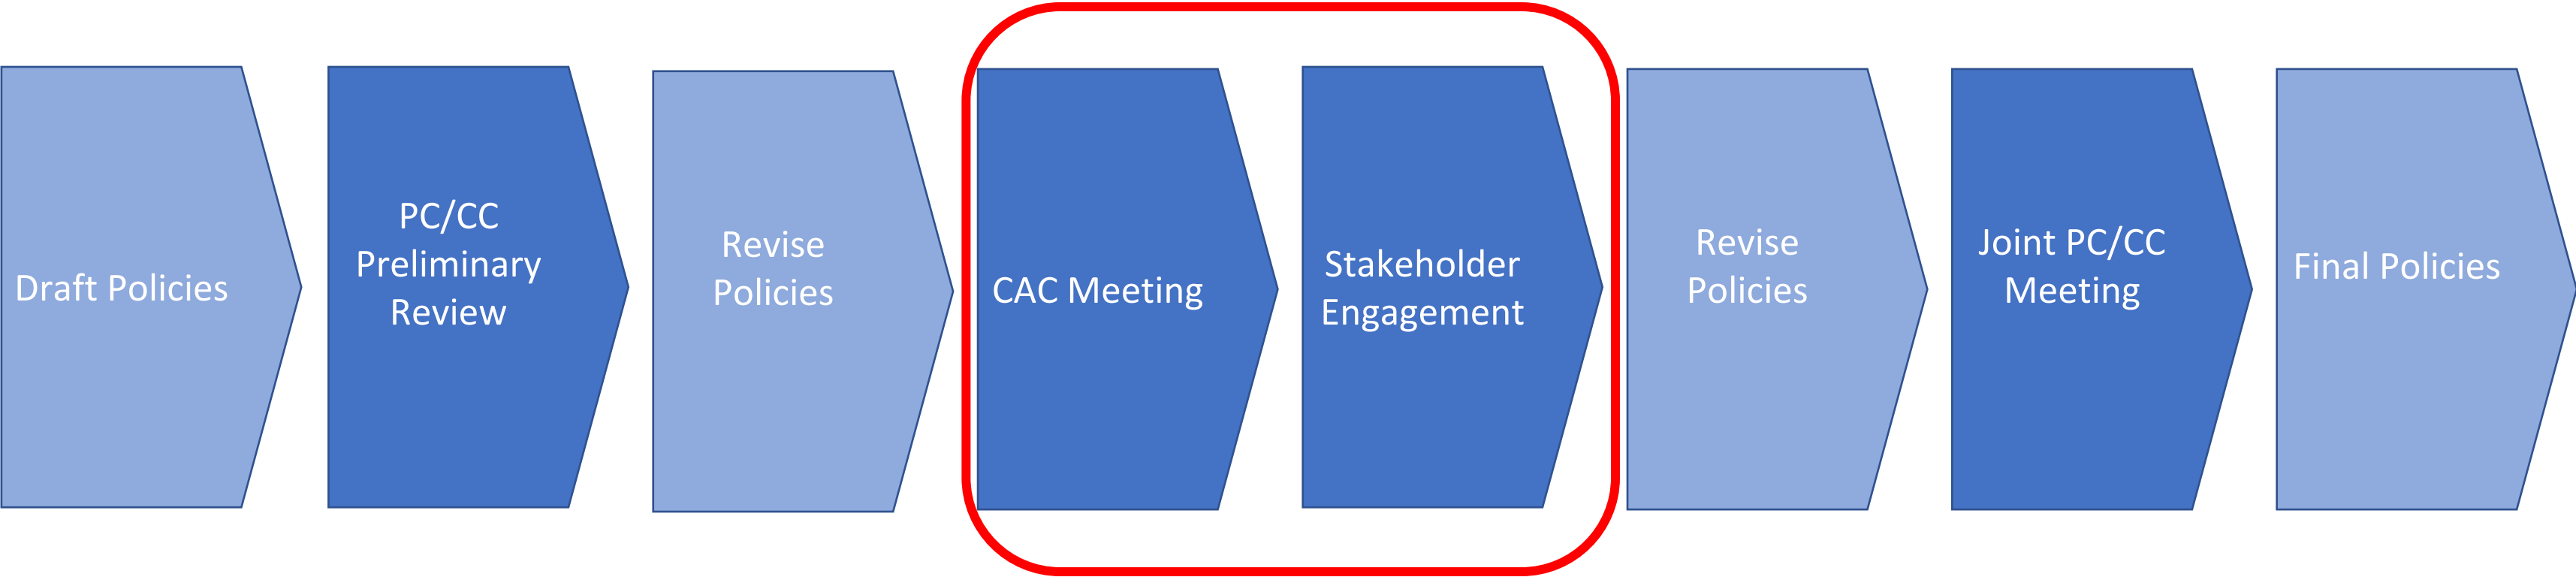 Draft Policies
PC/CC
Preliminary
Review
Revise
Policies
CAC Meeting
Stakeholder
Engagement
Revise
Policies
Joint PC/CC
Meeting
Final Policies